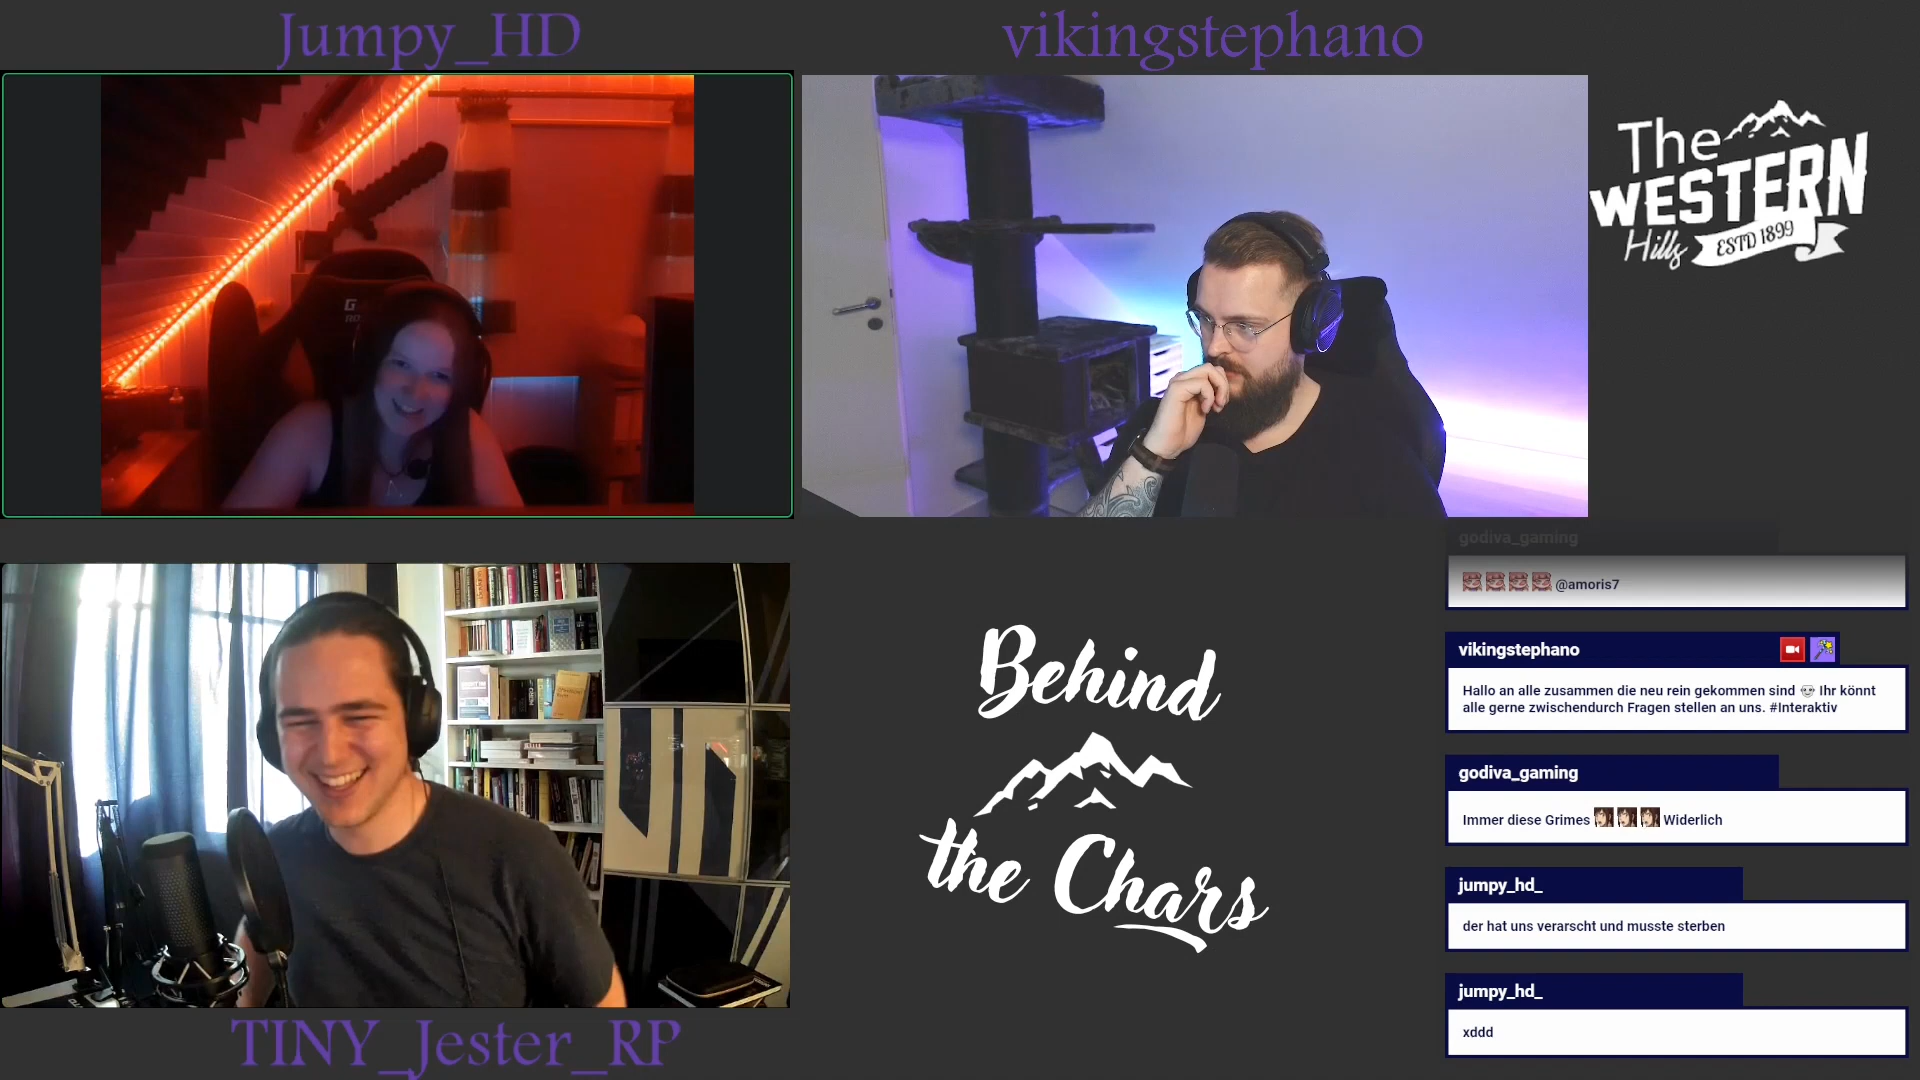 Jumpy_HD
vikingstephano
The
WESTERN
Hills
ESTD 1899
godiva_gaming
@amoris7
vikingstephano
Hallo an alle zusammen die neu rein gekommen sind Ihr könnt
alle gerne zwischendurch Fragen stellen an uns. #Interaktiv
godiva_gaming
Immer diese Grimes Widerlich
jumpy_hd_
der hat uns verarscht und musste sterben
jumpy_hd_
xddd
Behind
the Chars
TINY_Jester_RP